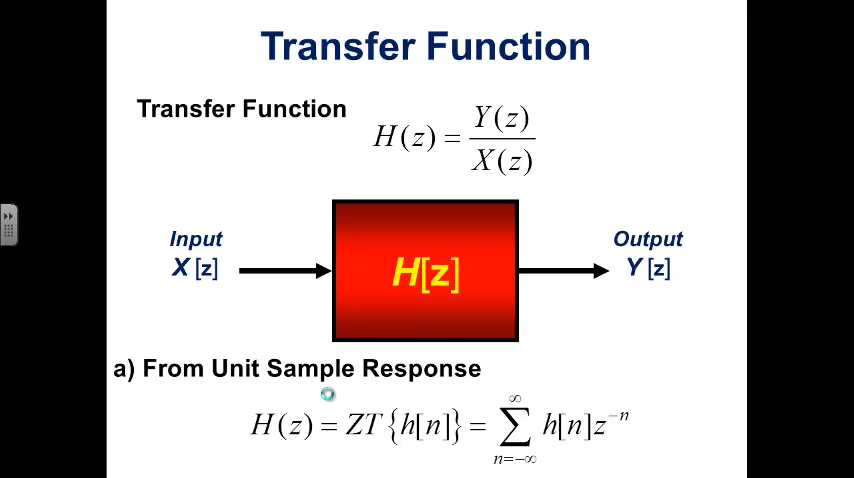 Transfer Function
Transfer Function
H(z) = Y(z) / X(z)
Input
X [z]
H[z]
Output
Y [z]
a) From Unit Sample Response
H(z) = ZT{h[n]} = ∑_{n=-∞}^{∞} h[n]z^{-n}